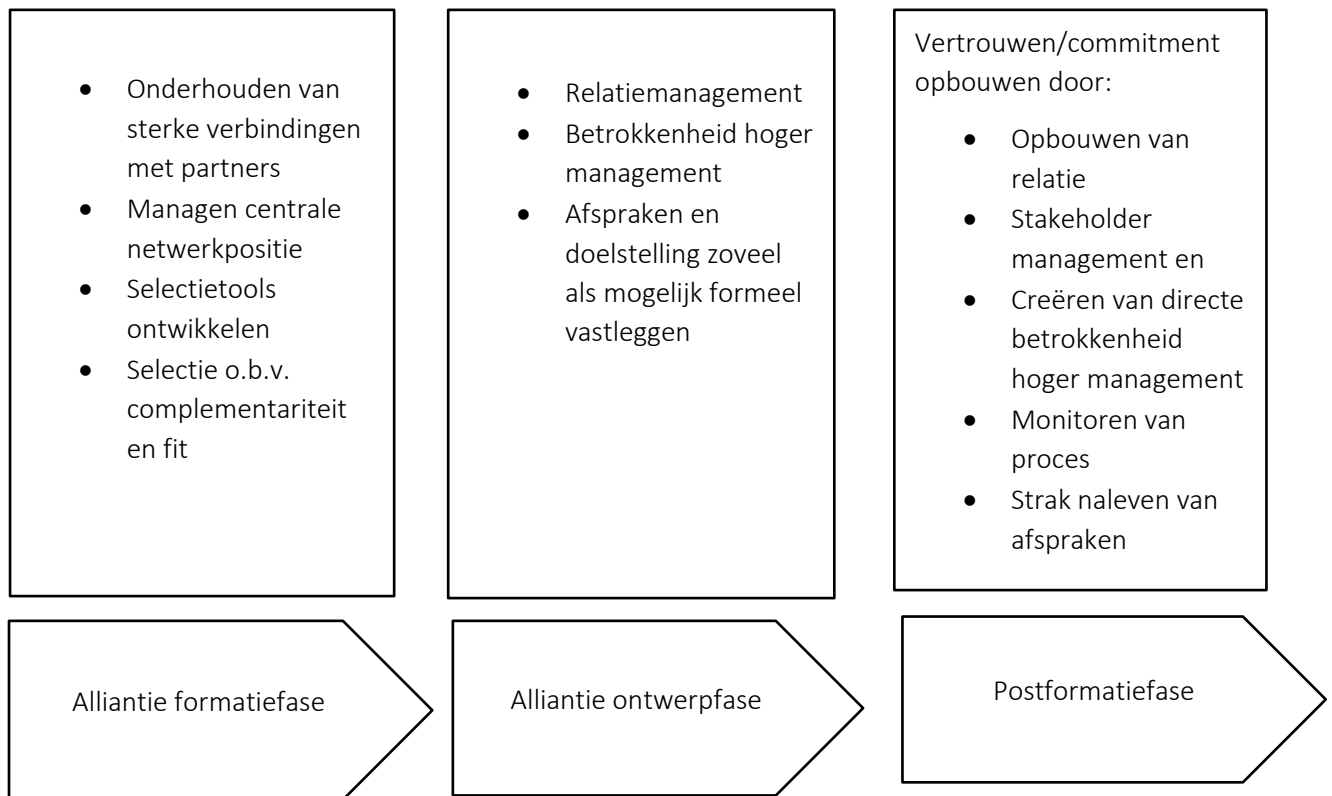 • Onderhouden van
sterke verbindingen
met partners
• Managen centrale
netwerkpositie
• Selectietools
ontwikkelen
• Selectie o.b.v.
complementariteit
en fit
• Relatiemanagement
• Betrokkenheid hoger
management
• Afspraken en
doelstelling zoveel
als mogelijk formeel
vastleggen
Vertrouwen/commitment
opbouwen door:
• Opbouwen van
relatie
• Stakeholder
management en
• Creëren van directe
betrokkenheid
hoger management
• Monitoren van
proces
• Strak naleven van
afspraken
Alliantie formatiefase
Alliantie ontwerpfase
Postformatiefase